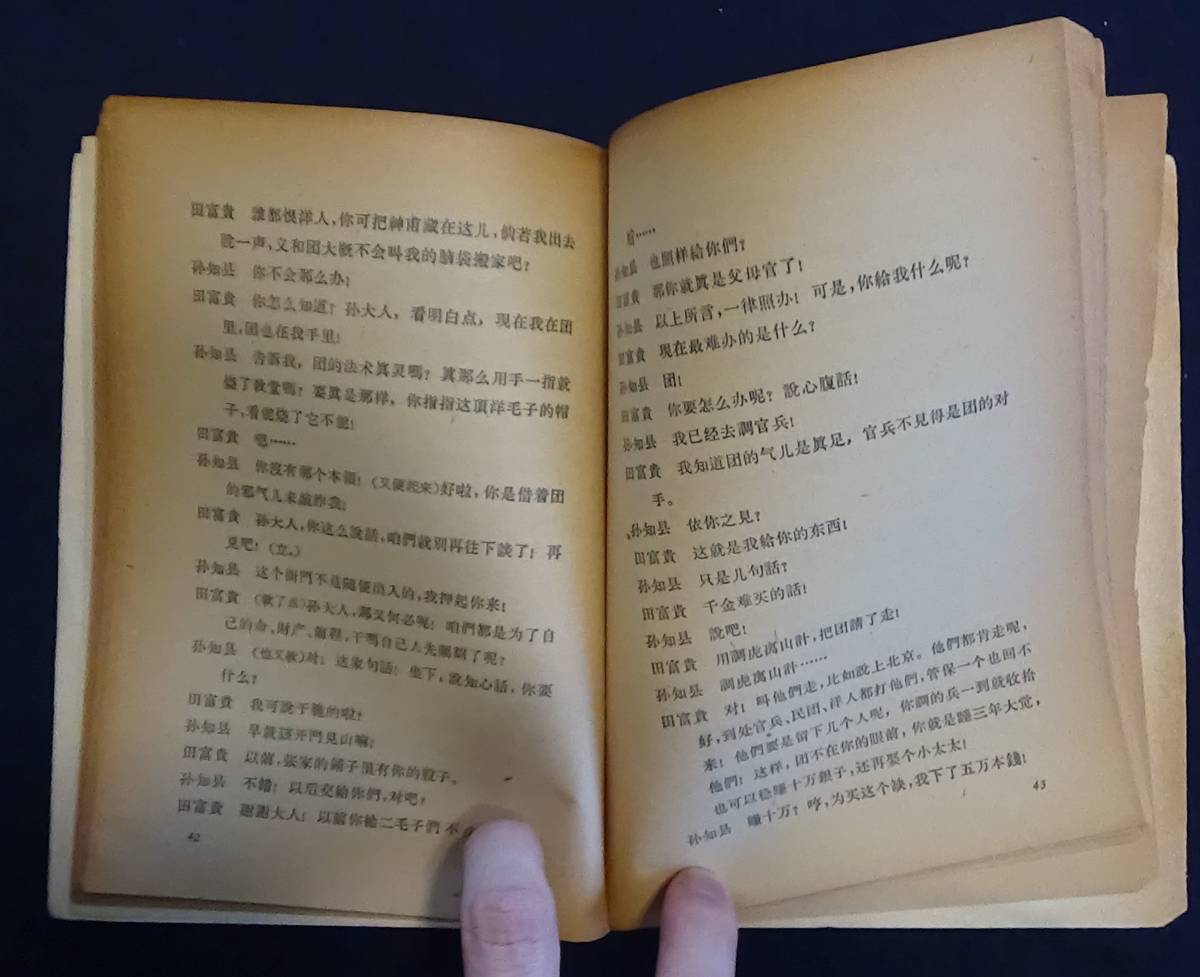 田富貴　誰都恨洋人，你可把神甫藏在这儿，倘若我出去
說一声，义和团大概不会叫我的脑袋搬家吧？
孙知县　你不会那么办！
田富貴　你怎么知道？孙大人，看明白点，現在我在团
里，团也在我手里！
孙知县　告訴我，团的法术眞灵嗎？眞那么用手一指就
燒了教堂嗎？要眞是那样，你指指这頂洋毛子的帽
子，看能燒了它不能！
田富貴　嗯……
孙知县　你沒有那个本領！（又硬起来）好啦，你是借着团
的邪气儿来讹詐我！
田富貴　孙大人，你这么說話，咱們就別再往下談了！再
見吧！（立。）
孙知县　这个衙門不是随便出入的，我押起你来！
田富貴　（軟了点）孙大人，那又何必呢！咱們都是为了自
己的命、財产、前程，干嗎自己人先鬧翻了呢？
孙知县　（也又軟）对！这象句話！坐下，說知心話，你要
什么？
田富貴　我可說干脆的啦？
孙知县　早就該开門見山嘛！
田富貴　以前，张家的鋪子里有你的股子。
孙知县　不錯！以后交給你們，对吧？
田富貴　謝謝大人！以前你給二毛子們 不
42
……
孙知县　也照样給你們？
田富貴　那你就眞是父母官了！
孙知县　以上所言，一律照办！可是，你給我什么呢？
田富貴　現在最难办的是什么？
孙知县　团！
田富貴　你要怎么办呢？說心腹話！
孙知县　我已经去調官兵！
田富貴　我知道团的气儿是眞足，官兵不見得是团的对
手。
孙知县　依你之見？
田富貴　这就是我給你的东西！
孙知县　只是几句話？
田富貴　千金难买的話！
孙知县　說吧！
田富貴　用調虎离山計，把团請了走！
孙知县　調虎离山計……
田富貴　对！叫他們走，比如說上北京。他們都肯走呢，
好，到处官兵、民团、洋人都打他們，管保一个也回不
来！他們要是留下几个人呢，你調的兵一到就收拾
他們！这样，团不在你的眼前，你就是睡三年大觉，
也可以稳賺十万銀子，还再娶个小太太！
孙知县　賺十万？哼，为买这个缺，我下了五万本錢！
43